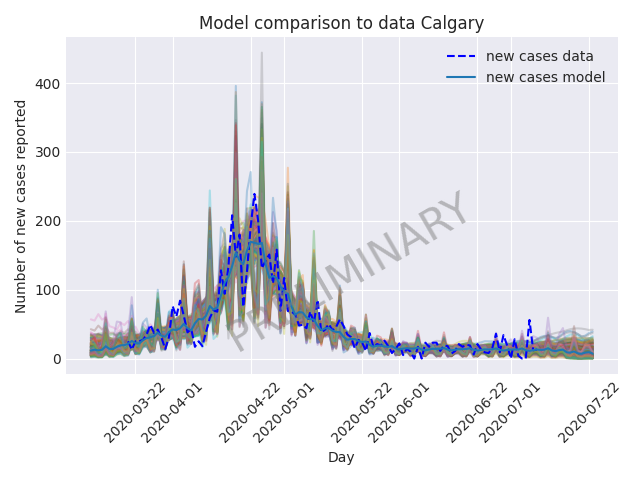 Model comparison to data Calgary
new cases data
new cases model
Number of new cases reported
400
300
200
100
0
PRELIMINARY
2020-03-22
2020-04-01
2020-04-22
2020-05-01
2020-05-22
2020-06-01
2020-06-22
2020-07-01
2020-07-22
Day